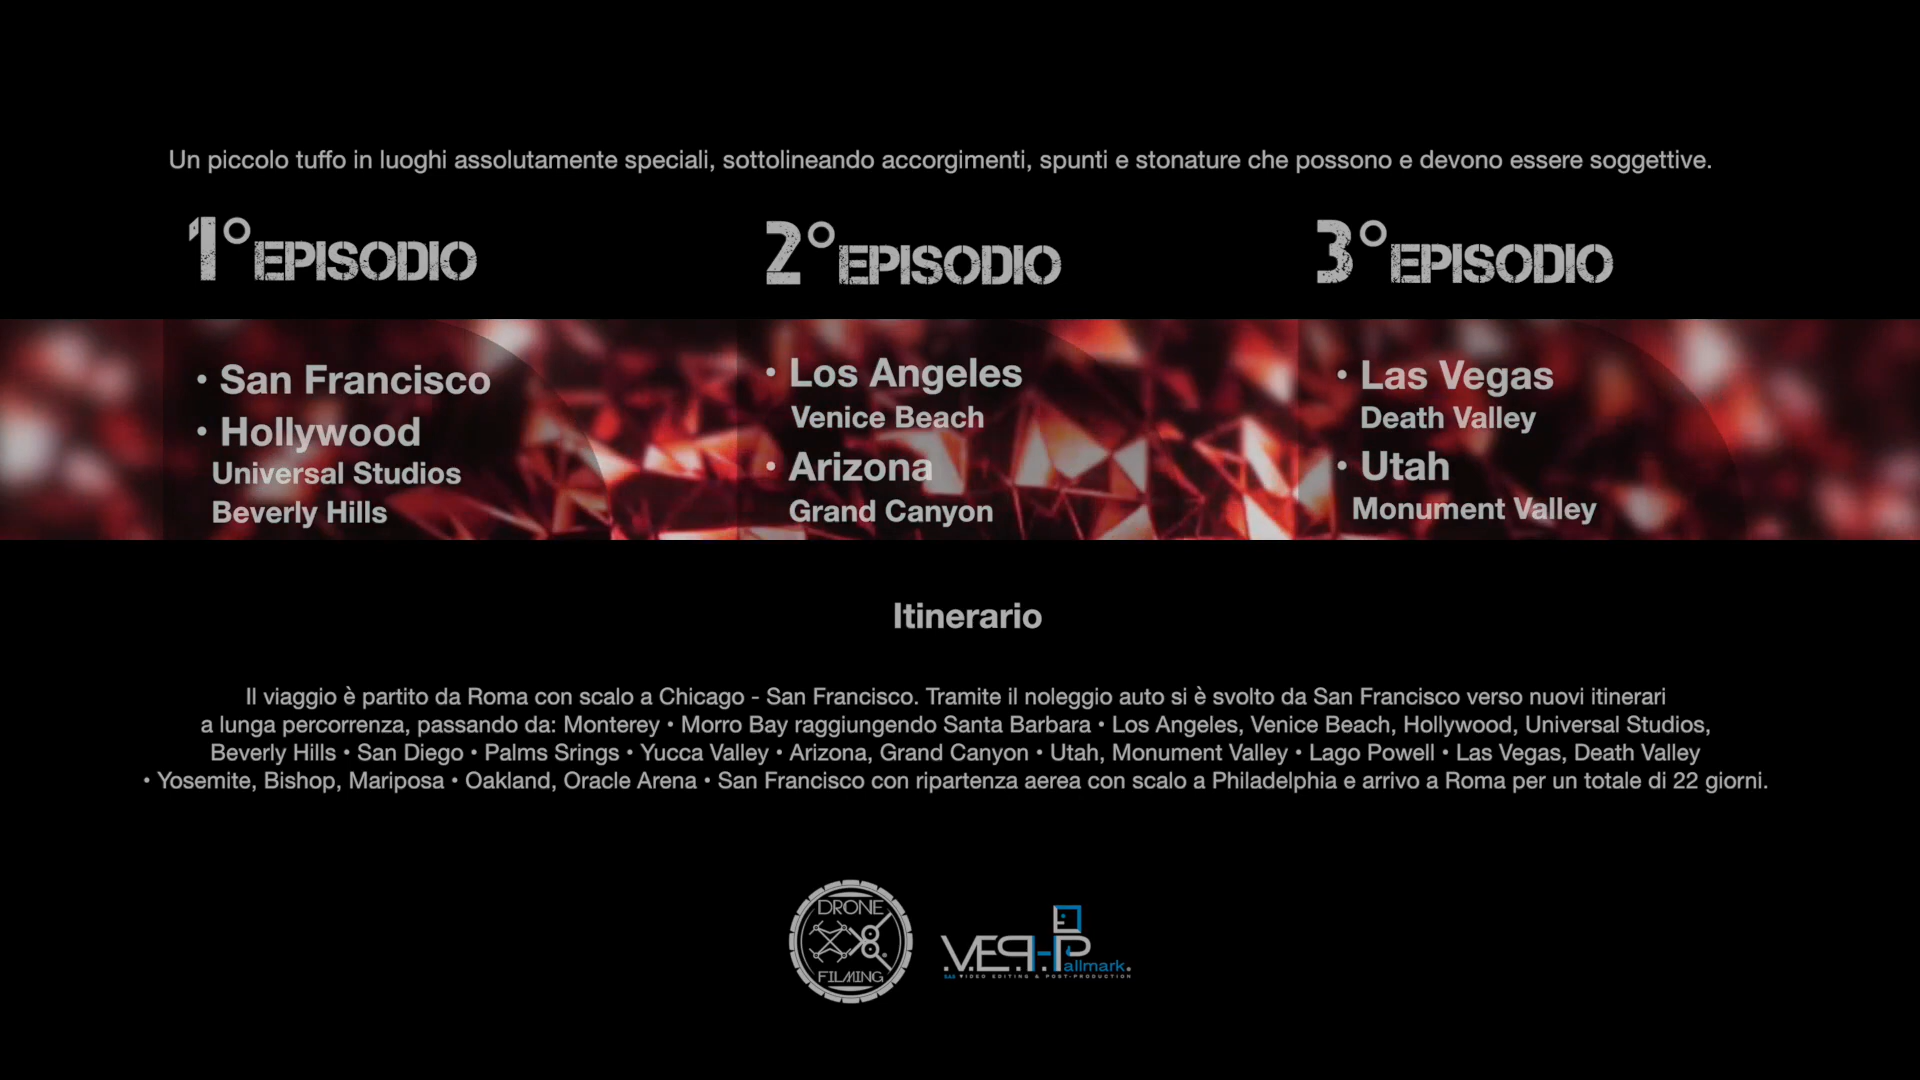 Un piccolo tuffo in luoghi assolutamente speciali, sottolineando accorgimenti, spunti e stonature che possono e devono essere soggettive.
1°EPISODIO
• San Francisco
• Hollywood
Universal Studios
Beverly Hills
2°EPISODIO
• Los Angeles
Venice Beach
• Arizona
Grand Canyon
3°EPISODIO
• Las Vegas
Death Valley
• Utah
Monument Valley
Itinerario
Il viaggio è partito da Roma con scalo a Chicago - San Francisco. Tramite il noleggio auto si è svolto da San Francisco verso nuovi itinerari
a lunga percorrenza, passando da: Monterey • Morro Bay raggiungendo Santa Barbara • Los Angeles, Venice Beach, Hollywood, Universal Studios,
Beverly Hills • San Diego • Palms Srings • Yucca Valley • Arizona, Grand Canyon • Utah, Monument Valley • Lago Powell • Las Vegas, Death Valley
• Yosemite, Bishop, Mariposa • Oakland, Oracle Arena • San Francisco con ripartenza aerea con scalo a Philadelphia e arrivo a Roma per un totale di 22 giorni.
DRONE
FILMING
.V.E.P.-Pallmark.
SAS VIDEO EDITING & POST-PRODUCTION